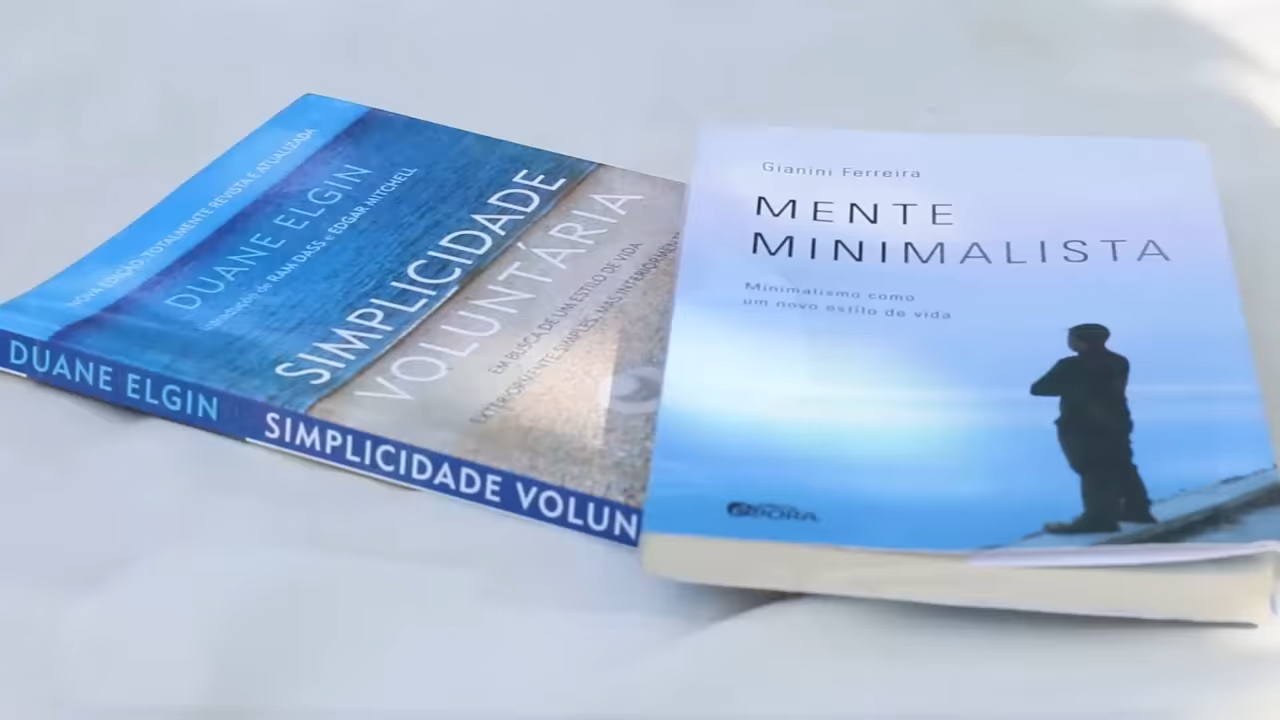 NOVA EDIÇÃO-TOTALMENTE REVISTA E ATUALIZADA
DUANE ELGIN
Introdução de RAM DASS e EDGAR MITCHELL
SIMPLICIDADE
VOLUNTÁRIA
EM BUSCA DE UM ESTILO DE VIDA
EXTERIORMENTE SIMPLES, MAS INTERIORMEN
DUANE ELGIN
SIMPLICIDADE VOLUN
Gianini Ferreira
MENTE
MINIMALISTA
Minimalismo como
um novo estilo de vida